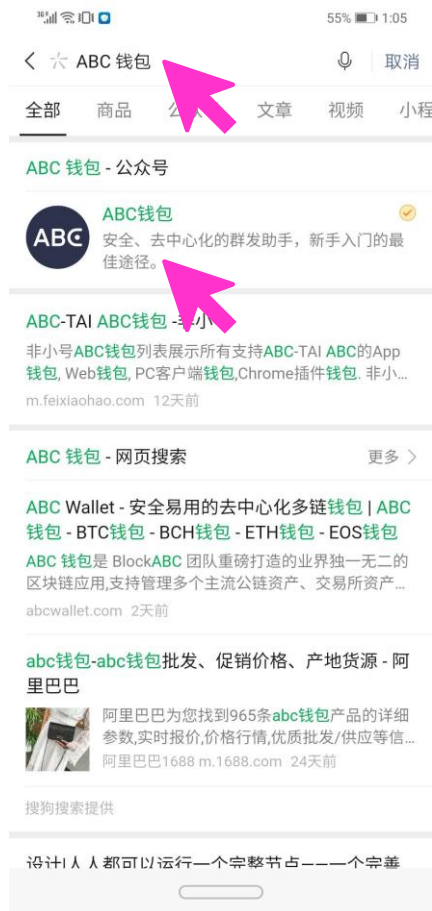 55% 1:05
ABC 钱包
取消
全部 商品 文章 视频 小程
ABC 钱包 - 公众号
ABC
ABC钱包
安全、去中心化的群发助手，新手入门的最
佳途径。
ABC-TAI ABC钱包 -非小
非小号ABC钱包列表展示所有支持ABC-TAI ABC的App
钱包, Web钱包, PC客户端钱包,Chrome插件钱包. 非小...
m.feixiaohao.com 12天前
ABC 钱包 - 网页搜索
更多
ABC Wallet - 安全易用的去中心化多链钱包 | ABC
钱包 - BTC钱包 - BCH钱包 - ETH钱包 - EOS钱包
ABC 钱包是 BlockABC 团队重磅打造的业界独一无二的
区块链应用,支持管理多个主流公链资产、交易所资产...
abcwallet.com 2天前
abc钱包-abc钱包批发、促销价格、产地货源 - 阿
里巴巴
阿里巴巴为您找到965条abc钱包产品的详细
参数,实时报价,价格行情,优质批发/供应等信...
阿里巴巴1688 m.1688.com 24天前
搜狗搜索提供
设计|人人都可以运行一个完整节点——一个完善